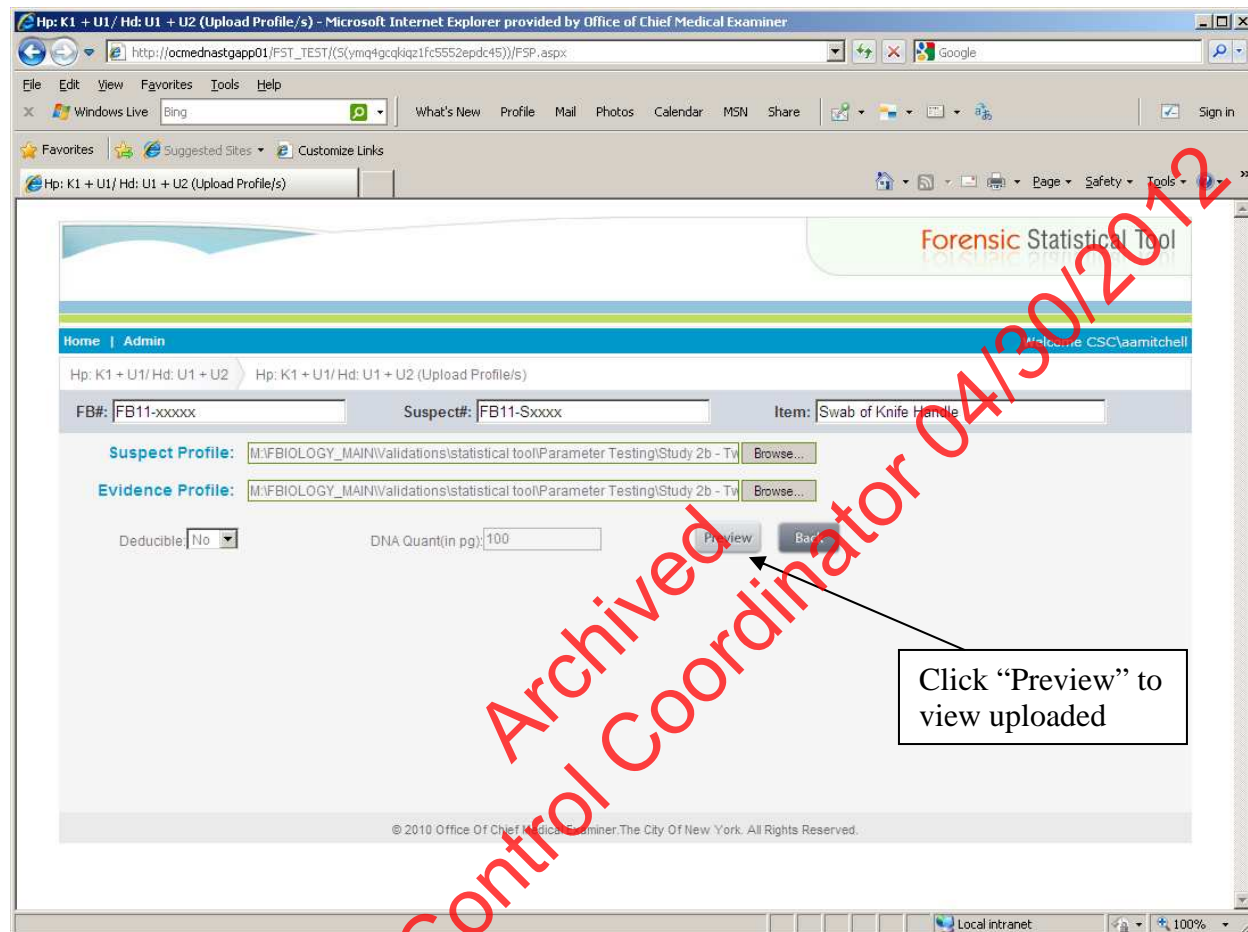 Hp: K1 + U1/ Hd: U1 + U2 (Upload Profile/s) - Microsoft Internet Explorer provided by Office of Chief Medical Examiner
http://ocmednastgapp01/FST_TEST/(S(ymq4gcqkiqz1fc5552epdc45))/FSP.aspx
Google
File Edit View Favorites Tools Help
x Windows Live Bing What's New Profile Mail Photos Calendar MSN Share Sign in
Favorites Suggested Sites Customize Links
Hp: K1 + U1/ Hd: U1 + U2 (Upload Profile/s) Page Safety Tools »
Forensic Statistical Tool
Home | Admin Welcome CSC\aamitchell
Hp: K1 + U1/ Hd: U1 + U2 Hp: K1 + U1/ Hd: U1 + U2 (Upload Profile/s)
FB#: FB11-xxxxx Suspect#: FB11-Sxxxx Item: Swab of Knife Handle
Suspect Profile: M:\FBIOLOGY_MAIN\Validations\statistical tool\Parameter Testing\Study 2b - Tw Browse...
Evidence Profile: M:\FBIOLOGY_MAIN\Validations\statistical tool\Parameter Testing\Study 2b - Tw Browse...
Deducible: No DNA Quant(in pg): 100 Preview Back
Click “Preview” to
view uploaded
© 2010 Office Of Chief Medical Examiner.The City Of New York. All Rights Reserved.
Local intranet 100%
Archived
Control Coordinator 04/30/2012